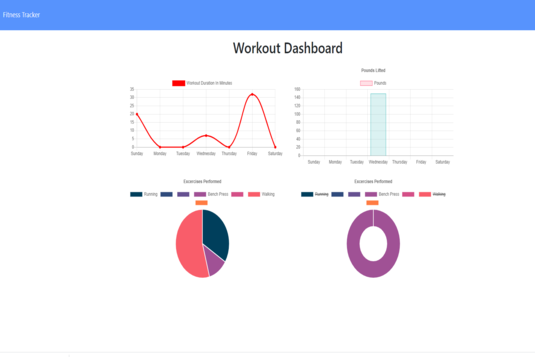 Fitness Tracker
Workout Dashboard
Workout Duration In Minutes
35
30
25
20
15
10
5
0
Sunday Monday Tuesday Wednesday Thursday Friday Saturday
Pounds Lifted
Pounds
160
140
120
100
80
60
40
20
0
Sunday Monday Tuesday Wednesday Thursday Friday Saturday
Excercises Performed
Running Bench Press Walking
Excercises Performed
Running Bench Press Walking